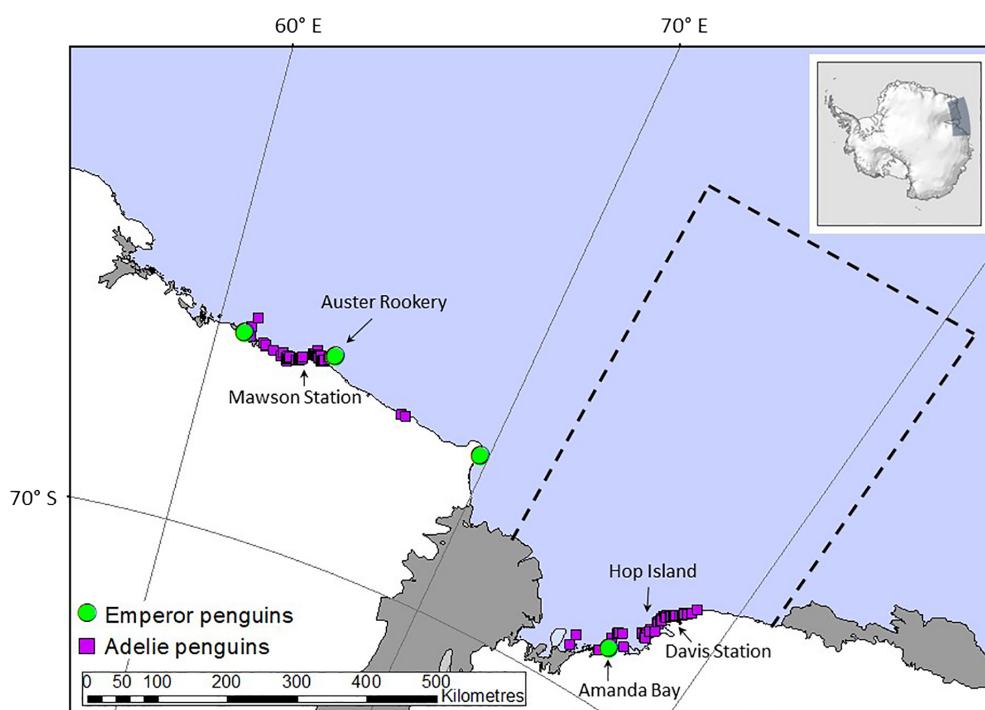 60° E
70° E
Auster Rookery
Mawson Station
70° S
Hop Island
Emperor penguins
Adelie penguins
Davis Station
Amanda Bay
0 50 100 200 300 400 500
Kilometres